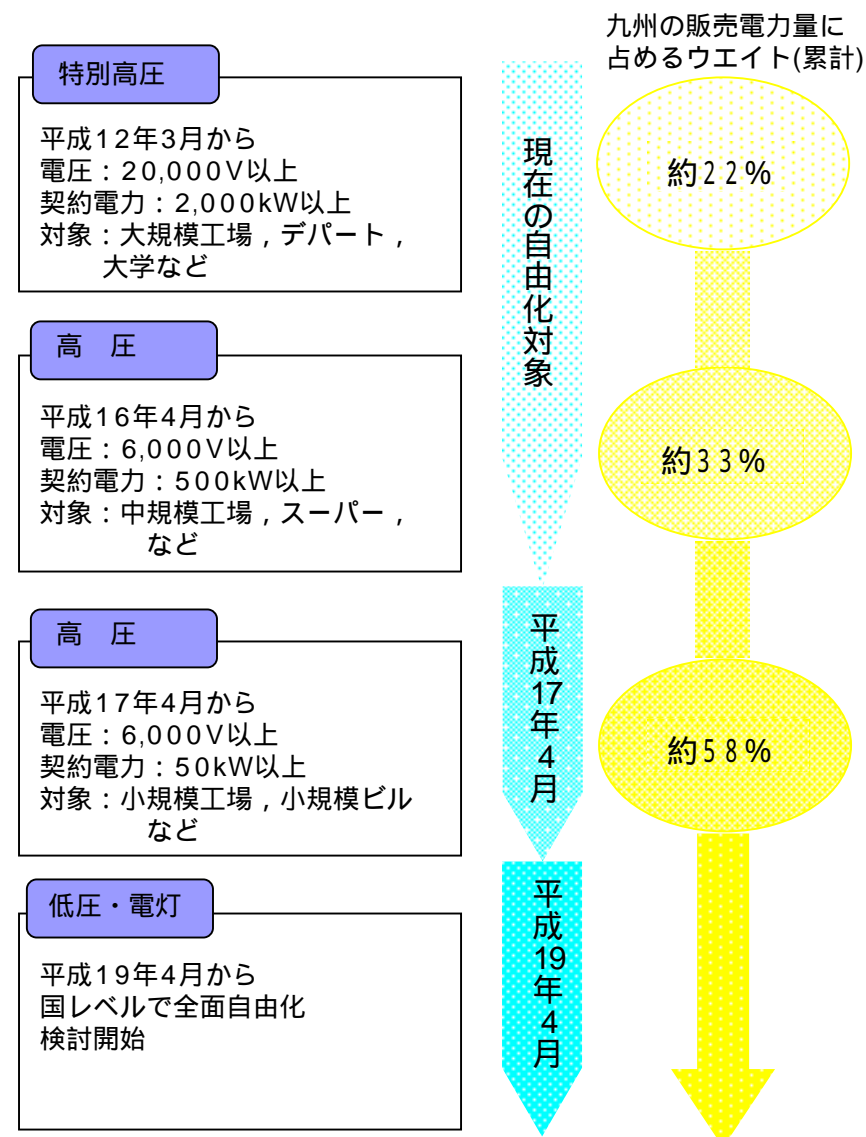 九州の販売電力量に
占めるウエイト(累計)
特別高圧
平成12年3月から
電圧：20,000V以上
契約電力：2,000kW以上
対象：大規模工場，デパート，
大学など
現在の自由化対象
約22%
高　圧
平成16年4月から
電圧：6,000V以上
契約電力：500kW以上
対象：中規模工場，スーパー，
など
約33%
高　圧
平成17年4月から
電圧：6,000V以上
契約電力：50kW以上
対象：小規模工場，小規模ビル
など
平成17年4月
約58%
低圧・電灯
平成19年4月から
国レベルで全面自由化
検討開始
平成19年4月